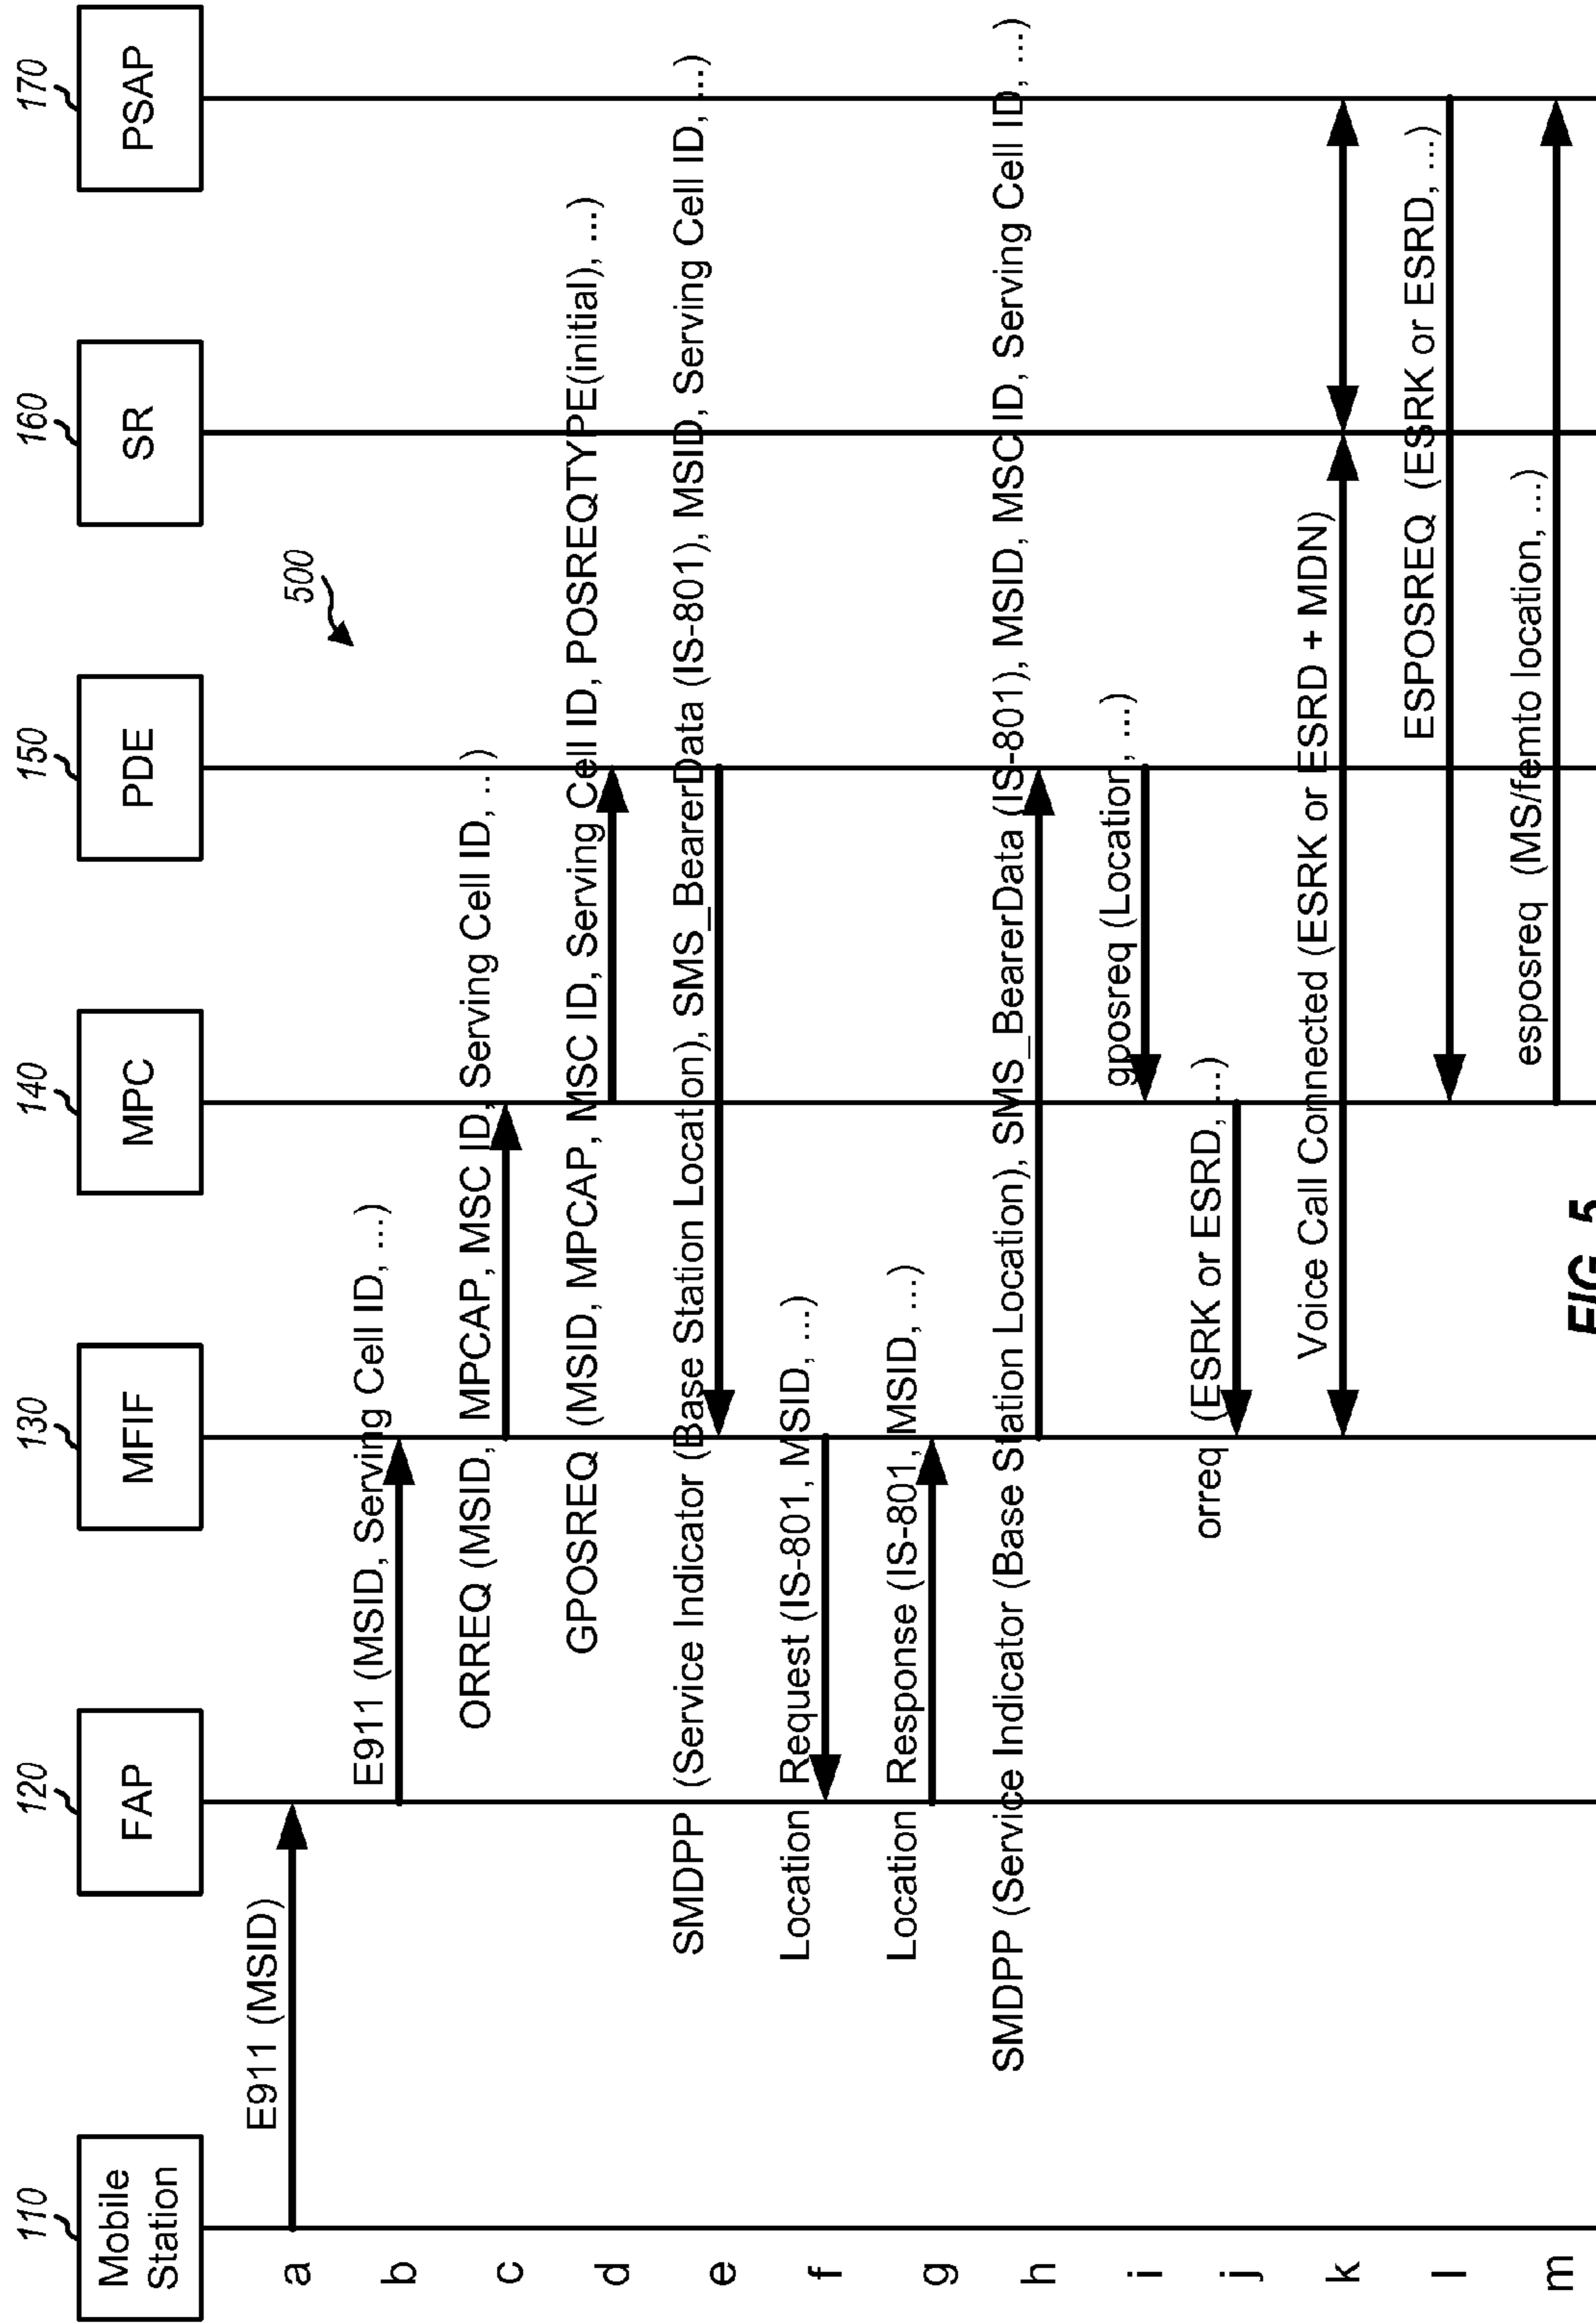 110
120
130
140
150
160
170
Mobile
Station
FAP
MFIF
MPC
PDE
SR
PSAP
500
a
E911 (MSID)
b
E911 (MSID, Serving Cell ID, ...)
c
ORREQ (MSID, MPCAP, MSC ID, Serving Cell ID, ...)
d
GPOSREQ (MSID, MPCAP, MSC ID, Serving Cell ID, POSREQTYPE(initial), ...)
e
SMDPP (Service Indicator (Base Station Location), SMS_BearerData (IS-801), MSID, Serving Cell ID, ...)
f
Location Request (IS-801, MSID, ...)
g
Location Response (IS-801, MSID, ...)
h
SMDPP (Service Indicator (Base Station Location), SMS_BearerData (IS-801), MSID, MSC ID, Serving Cell ID, ...)
i
gposreq (Location, ...)
j
orreq (ESRK or ESRD, ...)
k
Voice Call Connected (ESRK or ESRD + MDN)
l
ESPOSREQ (ESRK or ESRD, ...)
m
esposreq (MS/femto location, ...)
FIG. 5